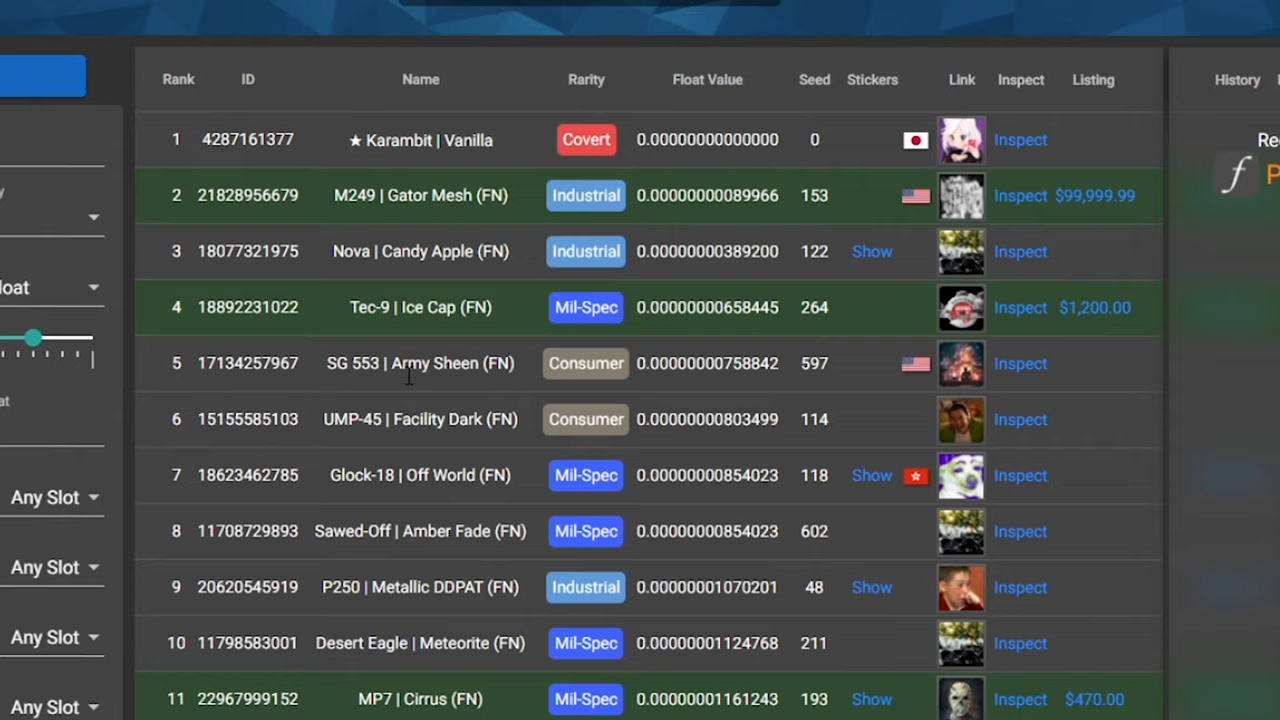 Rank ID Name Rarity Float Value Seed Stickers Link Inspect Listing History
1 4287161377 ★ Karambit | Vanilla Covert 0.00000000000000 0 Inspect
2 21828956679 M249 | Gator Mesh (FN) Industrial 0.00000000089966 153 Inspect $99,999.99
3 18077321975 Nova | Candy Apple (FN) Industrial 0.00000000389200 122 Show Inspect
loat 4 18892231022 Tec-9 | Ice Cap (FN) Mil-Spec 0.00000000658445 264 Inspect $1,200.00
5 17134257967 SG 553 | Army Sheen (FN) Consumer 0.00000000758842 597 Inspect
6 15155585103 UMP-45 | Facility Dark (FN) Consumer 0.00000000803499 114 Inspect
7 18623462785 Glock-18 | Off World (FN) Mil-Spec 0.00000000854023 118 Show Inspect
Any Slot
8 11708729893 Sawed-Off | Amber Fade (FN) Mil-Spec 0.00000000854023 602 Inspect
Any Slot
9 20620545919 P250 | Metallic DDPAT (FN) Industrial 0.00000001070201 48 Show Inspect
Any Slot
10 11798583001 Desert Eagle | Meteorite (FN) Mil-Spec 0.00000001124768 211 Inspect
Any Slot 11 22967999152 MP7 | Cirrus (FN) Mil-Spec 0.00000001161243 193 Show Inspect $470.00